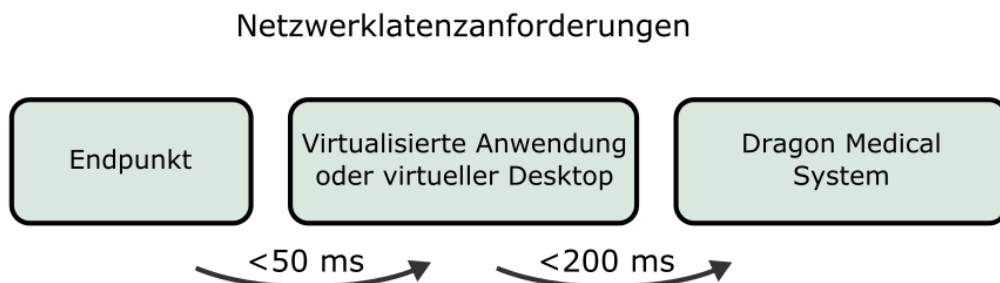 Netzwerklatenzanforderungen
Endpunkt
Virtualisierte Anwendung
oder virtueller Desktop
Dragon Medical
System
<50 ms
<200 ms